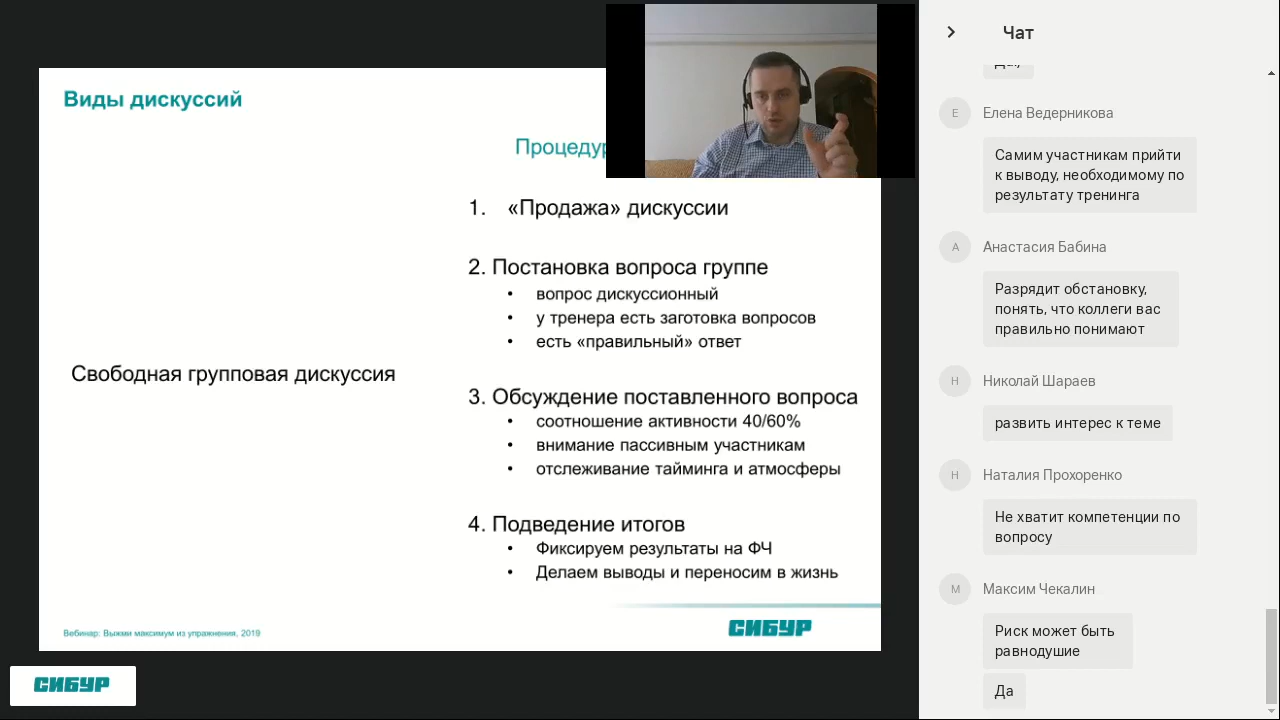 Виды дискуссий
Процедур
1. «Продажа» дискуссии
2. Постановка вопроса группе
• вопрос дискуссионный
• у тренера есть заготовка вопросов
• есть «правильный» ответ
Свободная групповая дискуссия
3. Обсуждение поставленного вопроса
• соотношение активности 40/60%
• внимание пассивным участникам
• отслеживание тайминга и атмосферы
4. Подведение итогов
• Фиксируем результаты на ФЧ
• Делаем выводы и переносим в жизнь
Вебинар: Выжми максимум из упражнения, 2019
СИБУР
СИБУР
Чат
Е
Елена Ведерникова
Самим участникам прийти
к выводу, необходимому по
результату тренинга
А
Анастасия Бабина
Разрядит обстановку,
понять, что коллеги вас
правильно понимают
Н
Николай Шараев
развить интерес к теме
Н
Наталия Прохоренко
Не хватит компетенции по
вопросу
М
Максим Чекалин
Риск может быть
равнодушие
Да